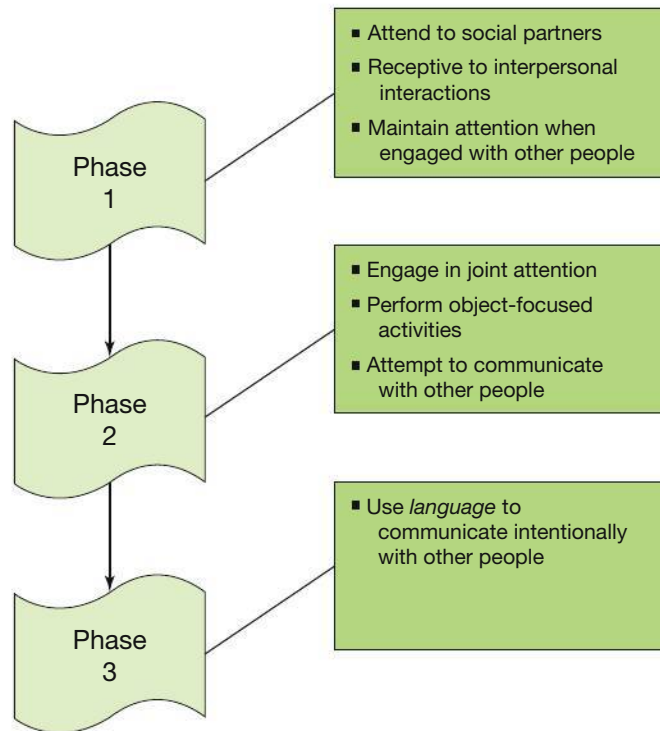 Phase
1
■ Attend to social partners
■ Receptive to interpersonal
interactions
■ Maintain attention when
engaged with other people
Phase
2
■ Engage in joint attention
■ Perform object-focused
activities
■ Attempt to communicate
with other people
Phase
3
■ Use language to
communicate intentionally
with other people